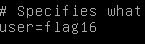 # Specifies what
user=flag16